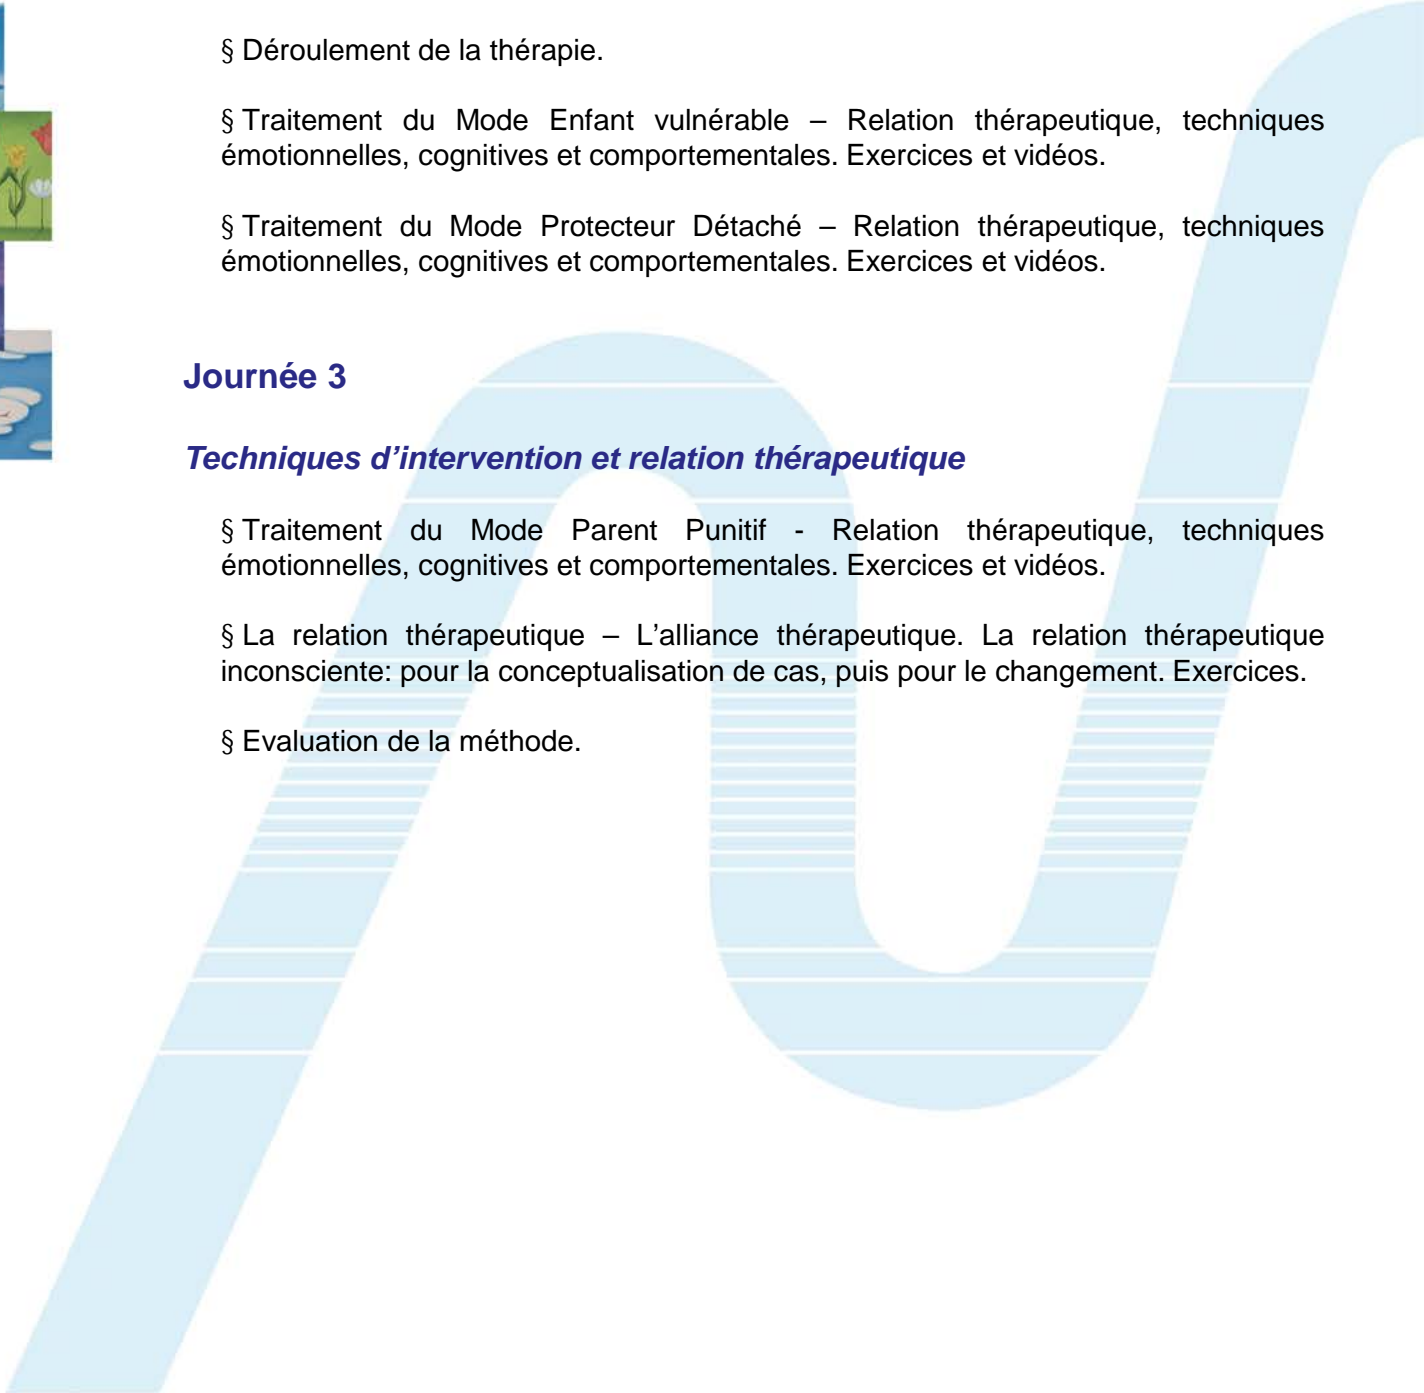 § Déroulement de la thérapie.
§ Traitement du Mode Enfant vulnérable – Relation thérapeutique, techniques
émotionnelles, cognitives et comportementales. Exercices et vidéos.
§ Traitement du Mode Protecteur Détaché – Relation thérapeutique, techniques
émotionnelles, cognitives et comportementales. Exercices et vidéos.
Journée 3
Techniques d’intervention et relation thérapeutique
§ Traitement du Mode Parent Punitif - Relation thérapeutique, techniques
émotionnelles, cognitives et comportementales. Exercices et vidéos.
§ La relation thérapeutique – L’alliance thérapeutique. La relation thérapeutique
inconsciente: pour la conceptualisation de cas, puis pour le changement. Exercices.
§ Evaluation de la méthode.